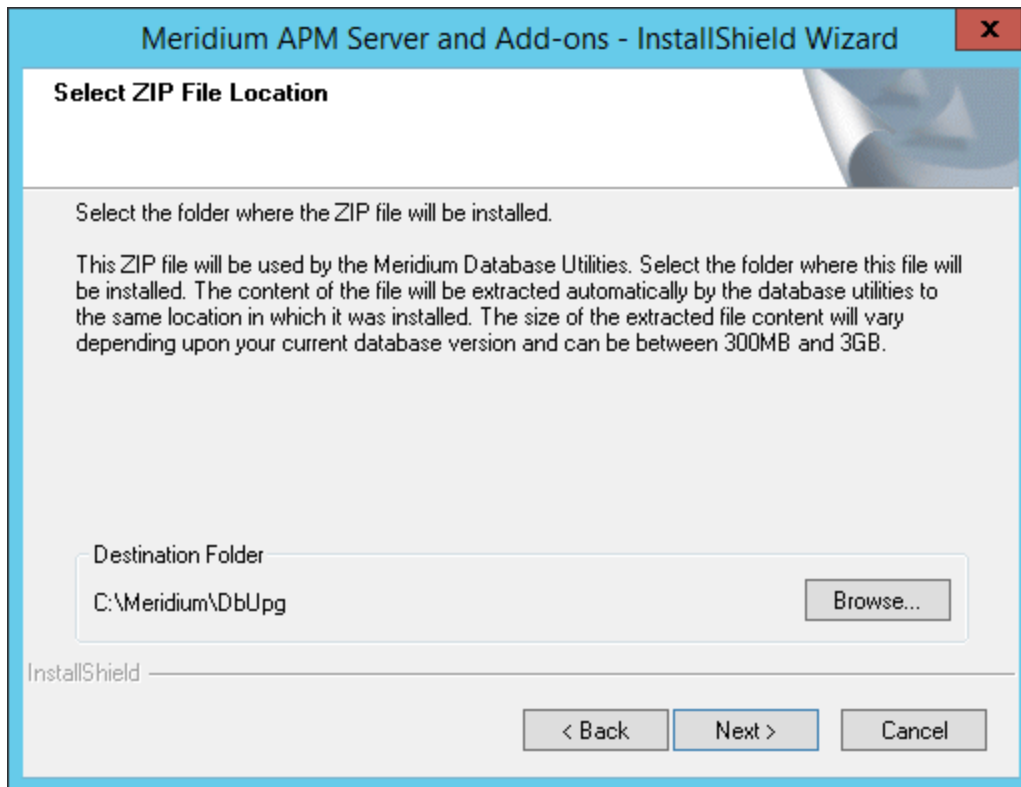 Meridium APM Server and Add-ons - InstallShield Wizard
x
Select ZIP File Location
Select the folder where the ZIP file will be installed.
This ZIP file will be used by the Meridium Database Utilities. Select the folder where this file will
be installed. The content of the file will be extracted automatically by the database utilities to
the same location in which it was installed. The size of the extracted file content will vary
depending upon your current database version and can be between 300MB and 3GB.
Destination Folder
C:\Meridium\DbUpg
Browse...
InstallShield
< Back
Next >
Cancel